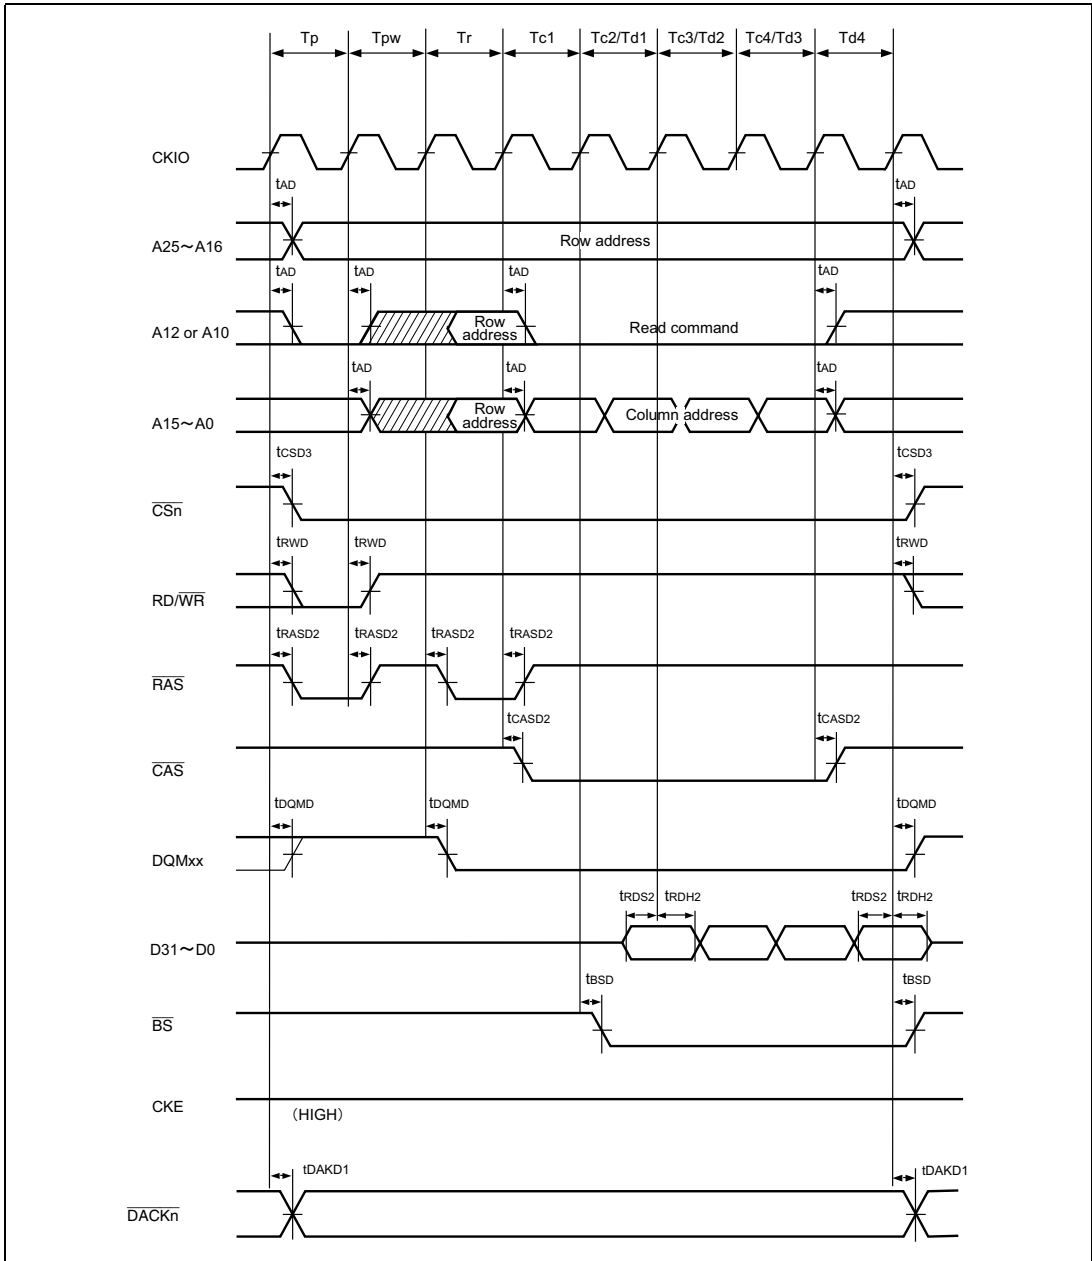 Tp Tpw Tr Tc1 Tc2/Td1 Tc3/Td2 Tc4/Td3 Td4
CKIO
tAD tAD
A25～A16 Row address
tAD tAD tAD tAD
A12 or A10 Row address Read command
tAD tAD tAD
A15～A0 Row address Column address
tCSD3 tCSD3
CSn
tRWD tRWD tRWD
RD/WR
tRASD2 tRASD2 tRASD2 tRASD2
RAS
tCASD2 tCASD2
CAS
tDQMD tDQMD tDQMD
DQMxx
tRDS2 tRDH2 tRDS2 tRDH2
D31～D0
tBSD tBSD
BS
CKE
（HIGH）
tDAKD1 tDAKD1
DACKn